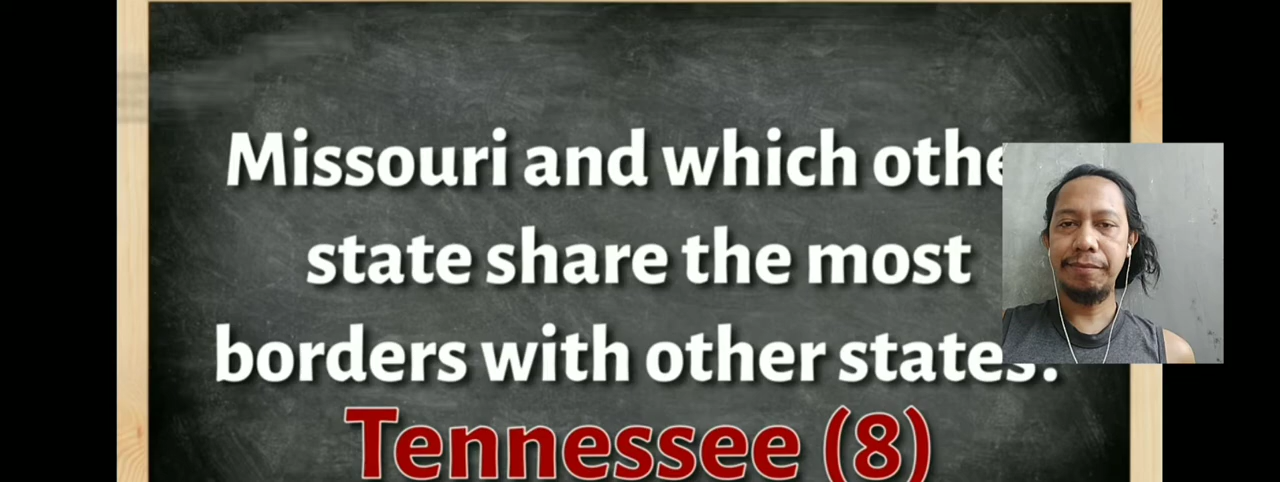 Missouri and which othe
state share the most
borders with other states?
Tennessee (8)